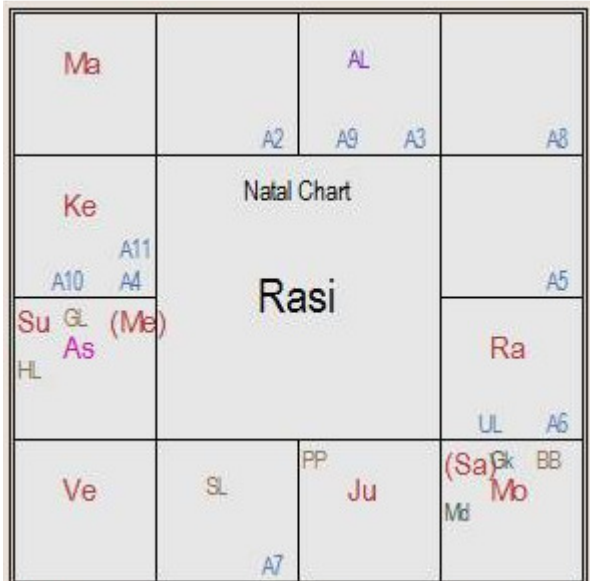 Ma
AL
A2
A9 A3
A8
Ke
A11
A10 A4
Natal Chart
Rasi
A5
Su GL (Me)
As
HL
Ra
UL A6
Ve
SL
A7
PP
Ju
(Sa) Gk BB
Mo
Md